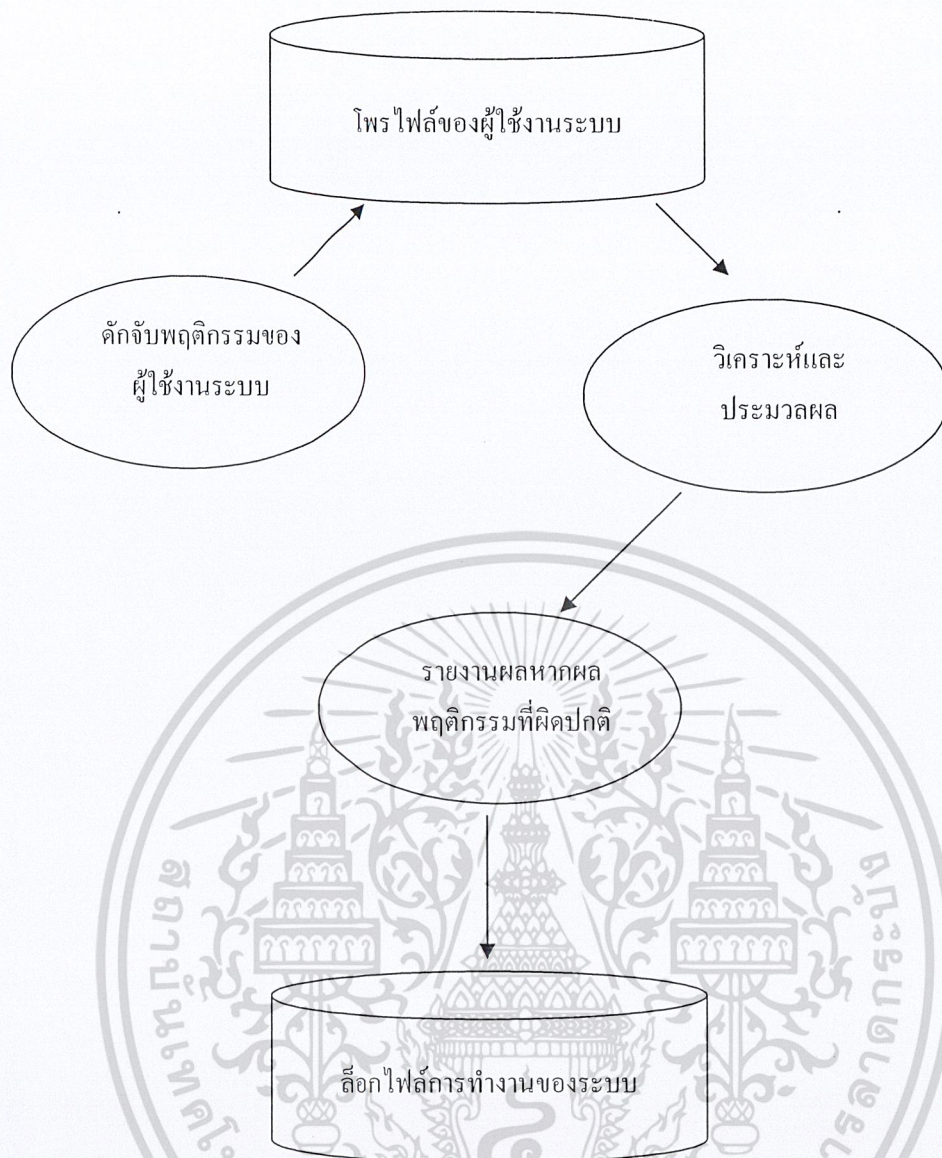 โพรไฟล์ของผู้ใช้งานระบบ
ดักจับพฤติกรรมของ
ผู้ใช้งานระบบ
วิเคราะห์และ
ประมวลผล
รายงานผลหากผล
พฤติกรรมที่ผิดปกติ
ล็อกไฟล์การทำงานของระบบ